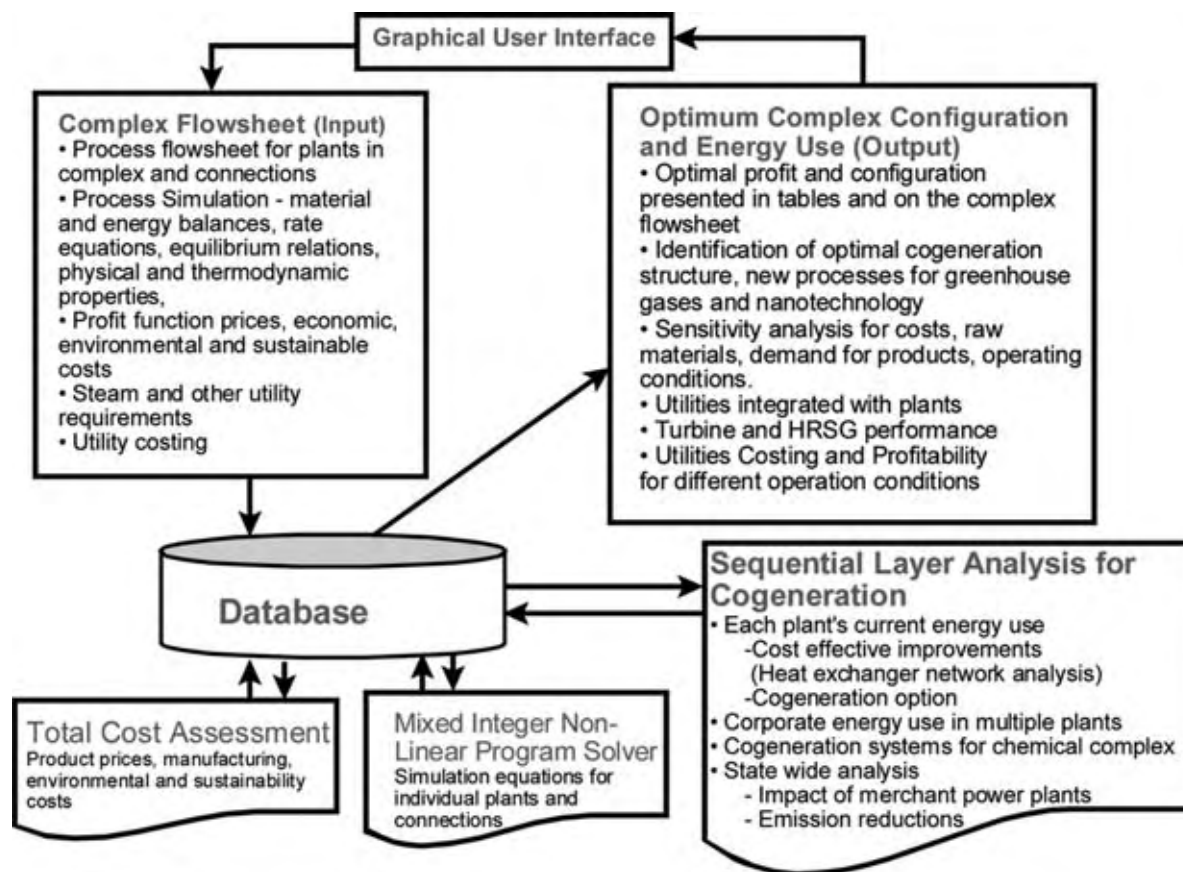 Graphical User Interface
Complex Flowsheet (Input)
• Process flowsheet for plants in
complex and connections
• Process Simulation - material
and energy balances, rate
equations, equilibrium relations,
physical and thermodynamic
properties,
• Profit function prices, economic,
environmental and sustainable
costs
• Steam and other utility
requirements
• Utility costing
Optimum Complex Configuration
and Energy Use (Output)
• Optimal profit and configuration
presented in tables and on the complex
flowsheet
• Identification of optimal cogeneration
structure, new processes for greenhouse
gases and nanotechnology
• Sensitivity analysis for costs, raw
materials, demand for products, operating
conditions.
• Utilities integrated with plants
• Turbine and HRSG performance
• Utilities Costing and Profitability
for different operation conditions
Database
Sequential Layer Analysis for
Cogeneration
• Each plant's current energy use
-Cost effective improvements
(Heat exchanger network analysis)
-Cogeneration option
• Corporate energy use in multiple plants
• Cogeneration systems for chemical complex
• State wide analysis
- Impact of merchant power plants
- Emission reductions
Total Cost Assessment
Product prices, manufacturing,
environmental and sustainability
costs
Mixed Integer Non-
Linear Program Solver
Simulation equations for
individual plants and
connections